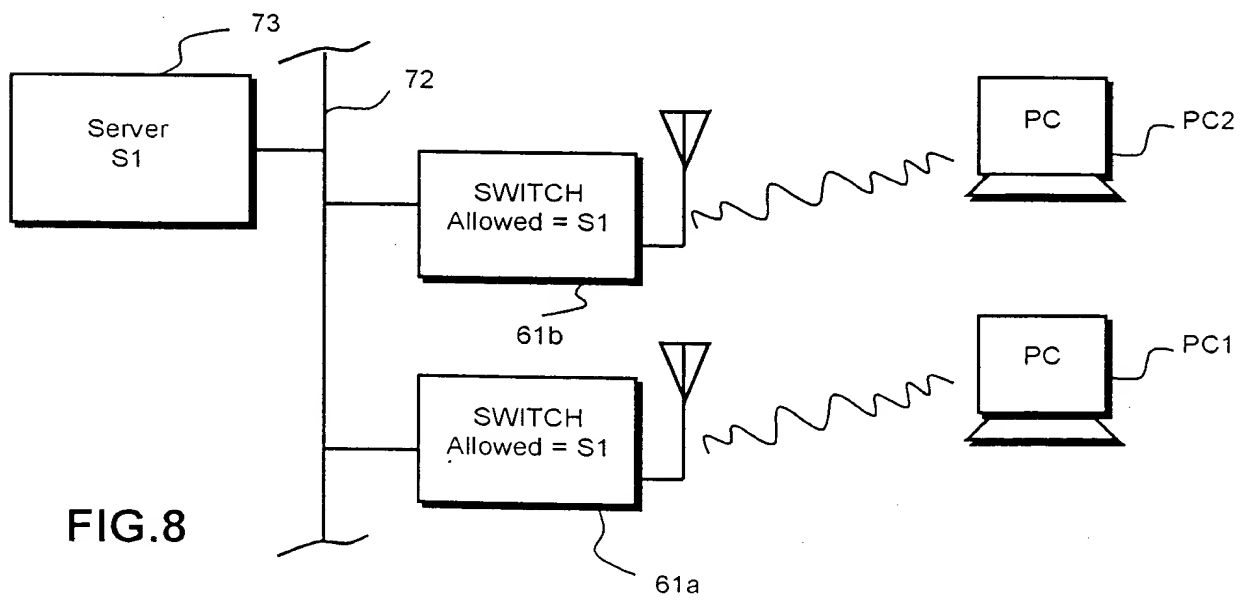 73
72
Server
S1
SWITCH
Allowed = S1
PC
PC2
61b
SWITCH
Allowed = S1
PC
PC1
FIG.8
61a